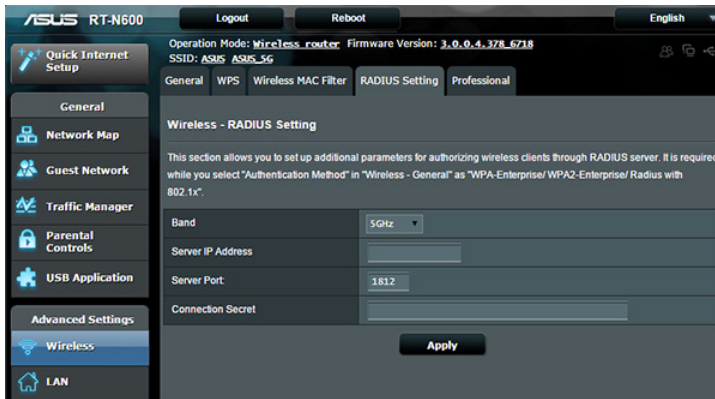 ASUS RT-N600 Logout Reboot English
Quick Internet Setup
Operation Mode: Wireless router Firmware Version: 3.0.0.4.378_6718
SSID: ASUS ASUS_5G
General WPS Wireless MAC Filter RADIUS Setting Professional
General
Network Map
Guest Network
Traffic Manager
Parental Controls
USB Application
Advanced Settings
Wireless
LAN
Wireless - RADIUS Setting
This section allows you to set up additional parameters for authorizing wireless clients through RADIUS server. It is required
while you select "Authentication Method" in "Wireless - General" as "WPA-Enterprise/ WPA2-Enterprise/ Radius with
802.1x".
Band 5GHz
Server IP Address
Server Port: 1812
Connection Secret
Apply